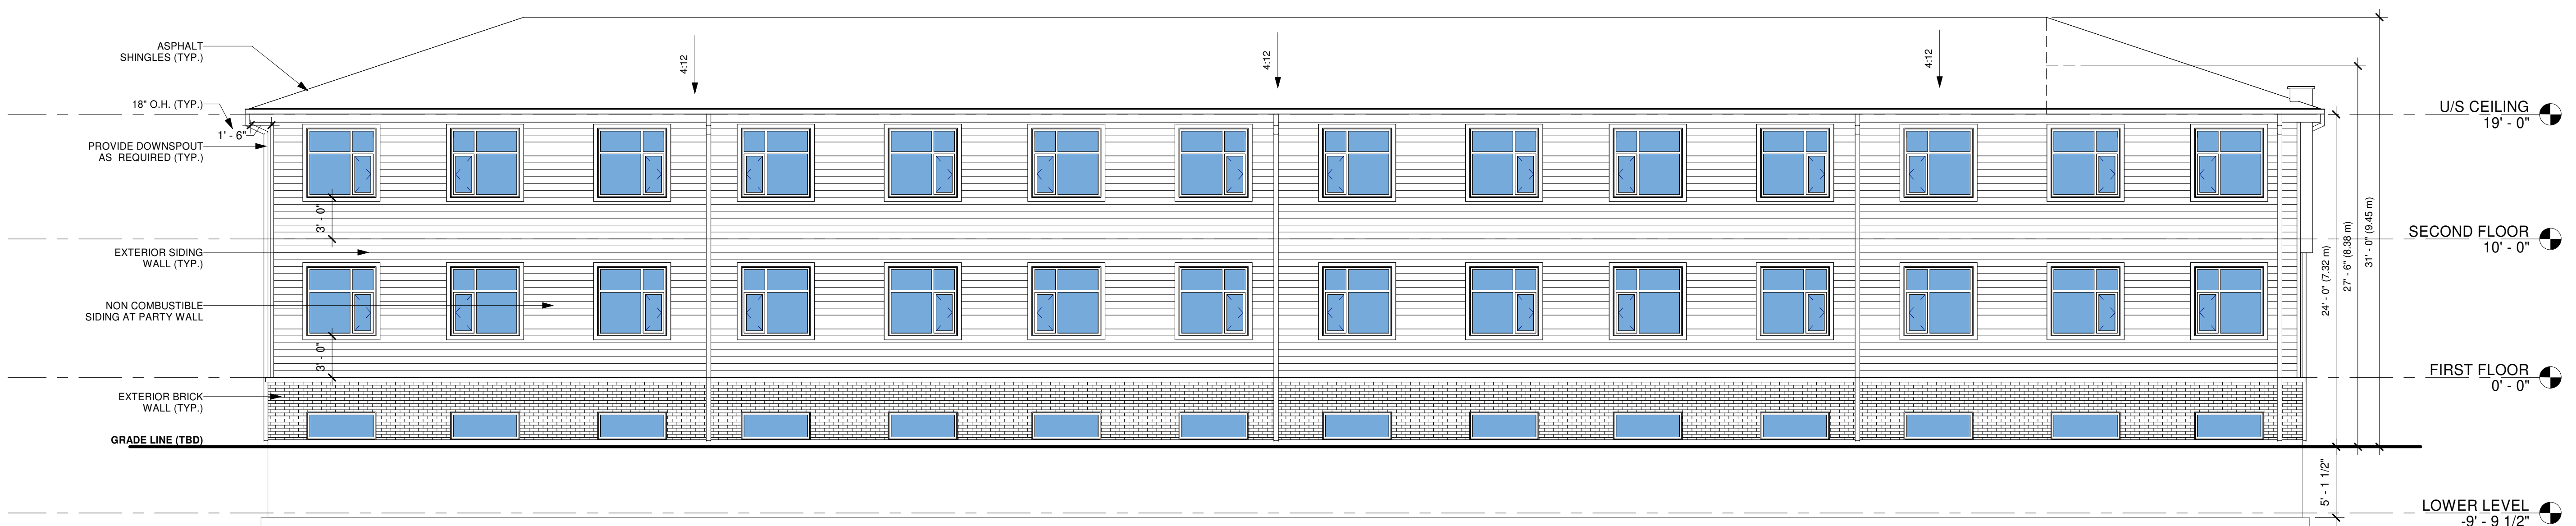 ASPHALT
SHINGLES (TYP.)
18" O.H. (TYP.)
1' - 6"
PROVIDE DOWNSPOUT
AS REQUIRED (TYP.)
3' - 0"
EXTERIOR SIDING
WALL (TYP.)
NON COMBUSTIBLE
SIDING AT PARTY WALL
3' - 0"
EXTERIOR BRICK
WALL (TYP.)
GRADE LINE (TBD)
4:12
4:12
4:12
24' - 0" (7.32 m)
27' - 6" (8.38 m)
31' - 0" (9.45 m)
5' - 1 1/2"
U/S CEILING
19' - 0"
SECOND FLOOR
10' - 0"
FIRST FLOOR
0' - 0"
LOWER LEVEL
-9' - 9 1/2"